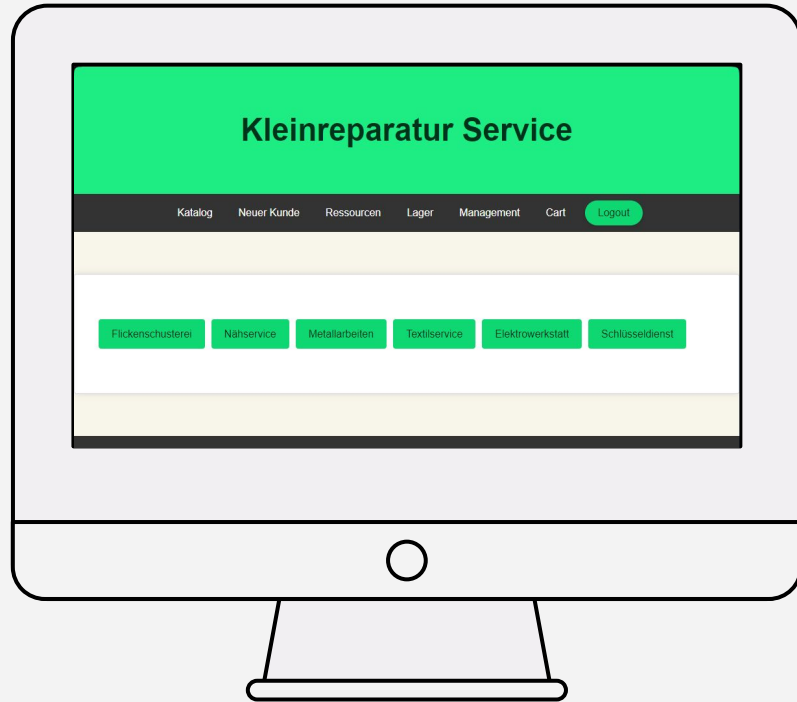 Kleinreparatur Service
Katalog Neuer Kunde Ressourcen Lager Management Cart Logout
Flickenschusterei Nähservice Metallarbeiten Textilservice Elektrowerkstatt Schlüsseldienst